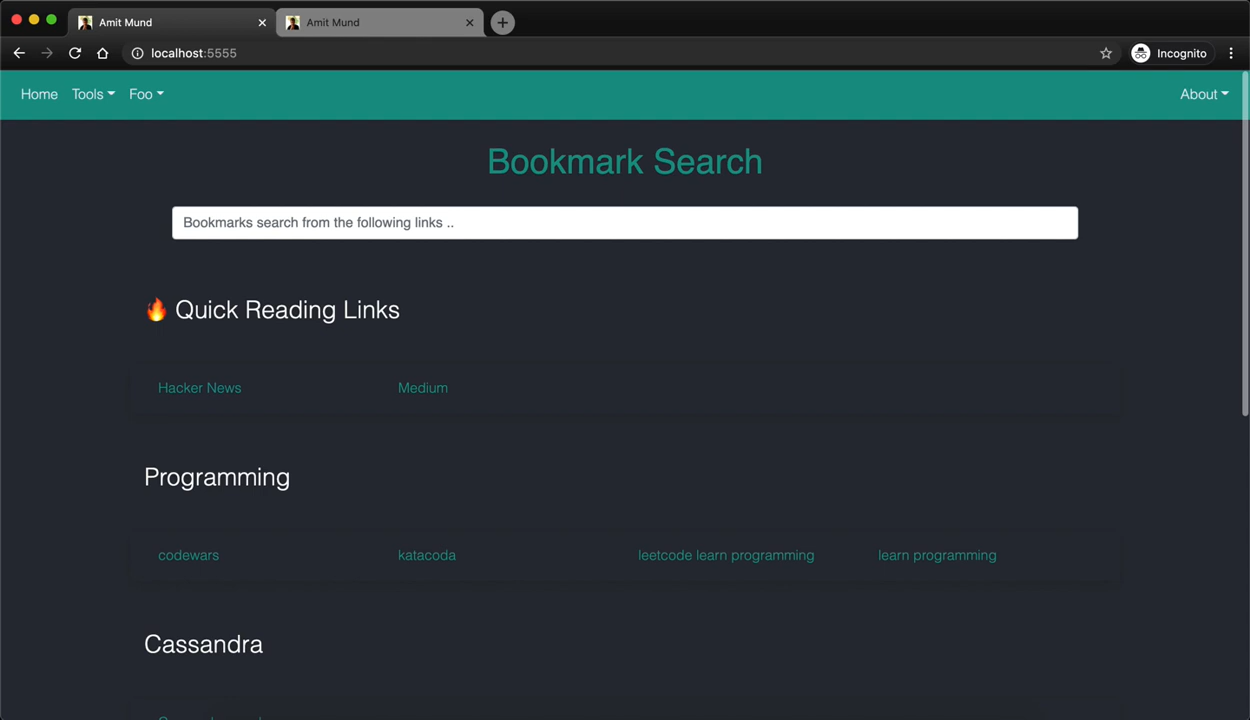 Amit Mund
Amit Mund
localhost:5555
Incognito
Home Tools Foo About
Bookmark Search
Bookmarks search from the following links ..
🔥 Quick Reading Links
Hacker News Medium
Programming
codewars katacoda leetcode learn programming learn programming
Cassandra